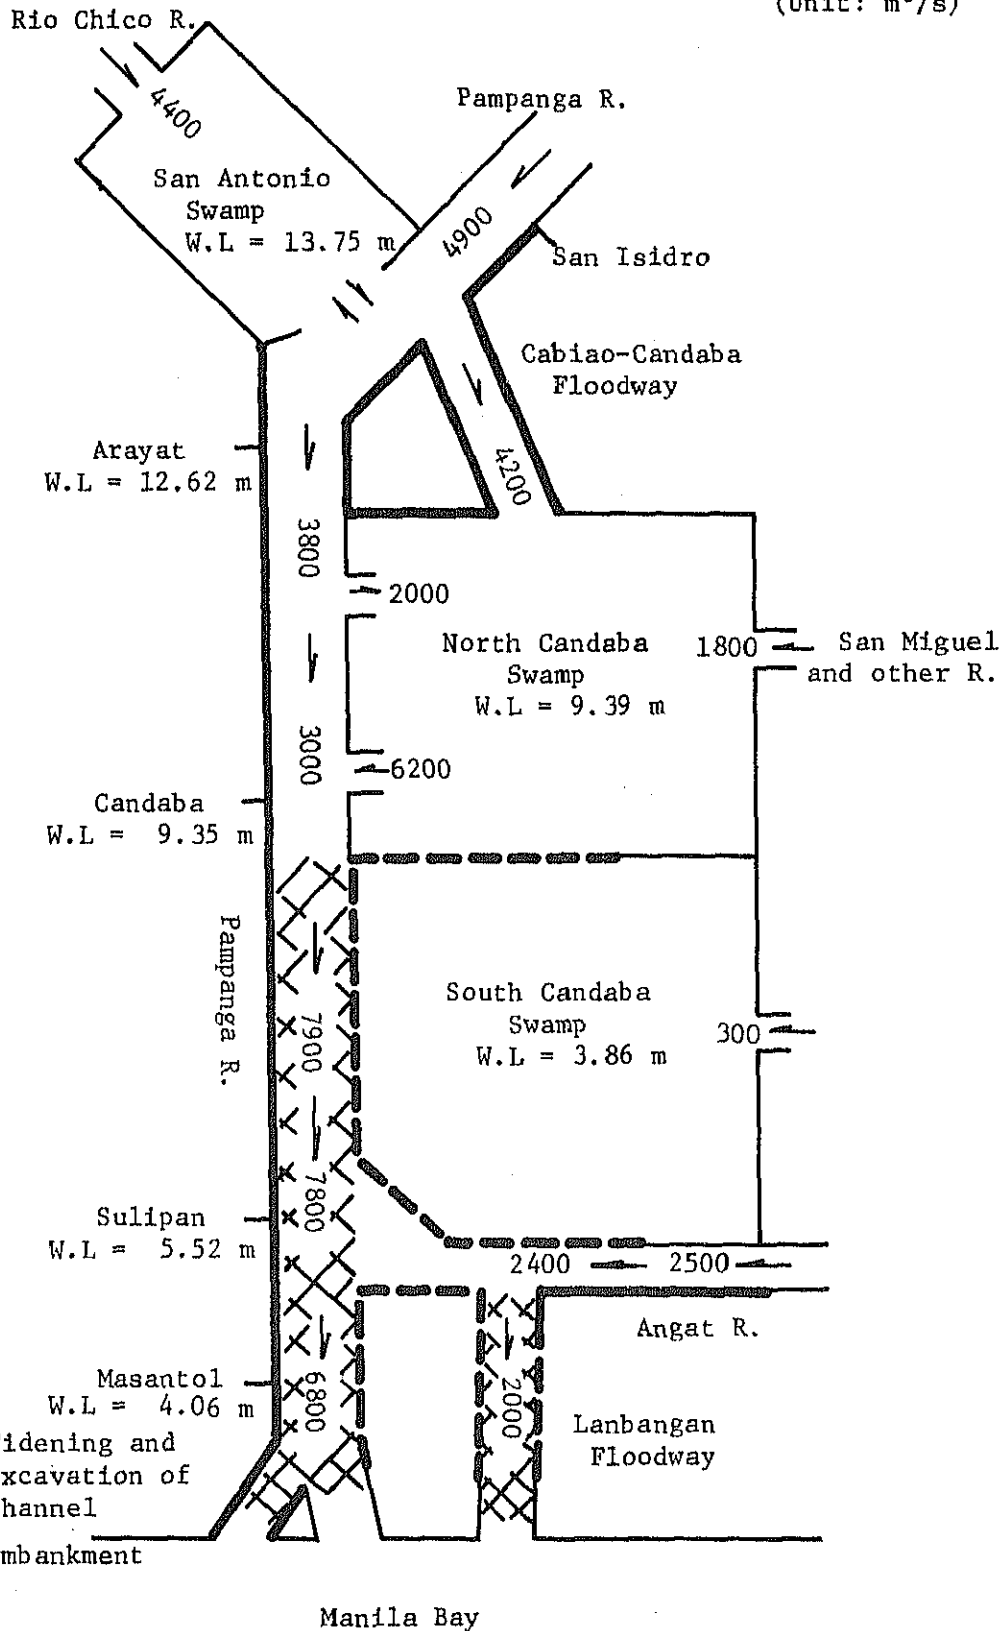 (Unit: m³/s)
Rio Chico R.
4400
Pampanga R.
San Antonio
Swamp
W.L = 13.75 m
4900
San Isidro
Cabiao-Candaba
Floodway
4200
Arayat
W.L = 12.62 m
3800
2000
North Candaba
Swamp
W.L = 9.39 m
1800
San Miguel
and other R.
3000
6200
Candaba
W.L = 9.35 m
Pampanga R.
7900
South Candaba
Swamp
W.L = 3.86 m
300
7800
Sulipan
W.L = 5.52 m
2400
2500
Angat R.
Masantol
W.L = 4.06 m
6800
2000
Lanbangan
Floodway
idening and
xcavation of
hannel
mbankment
Manila Bay